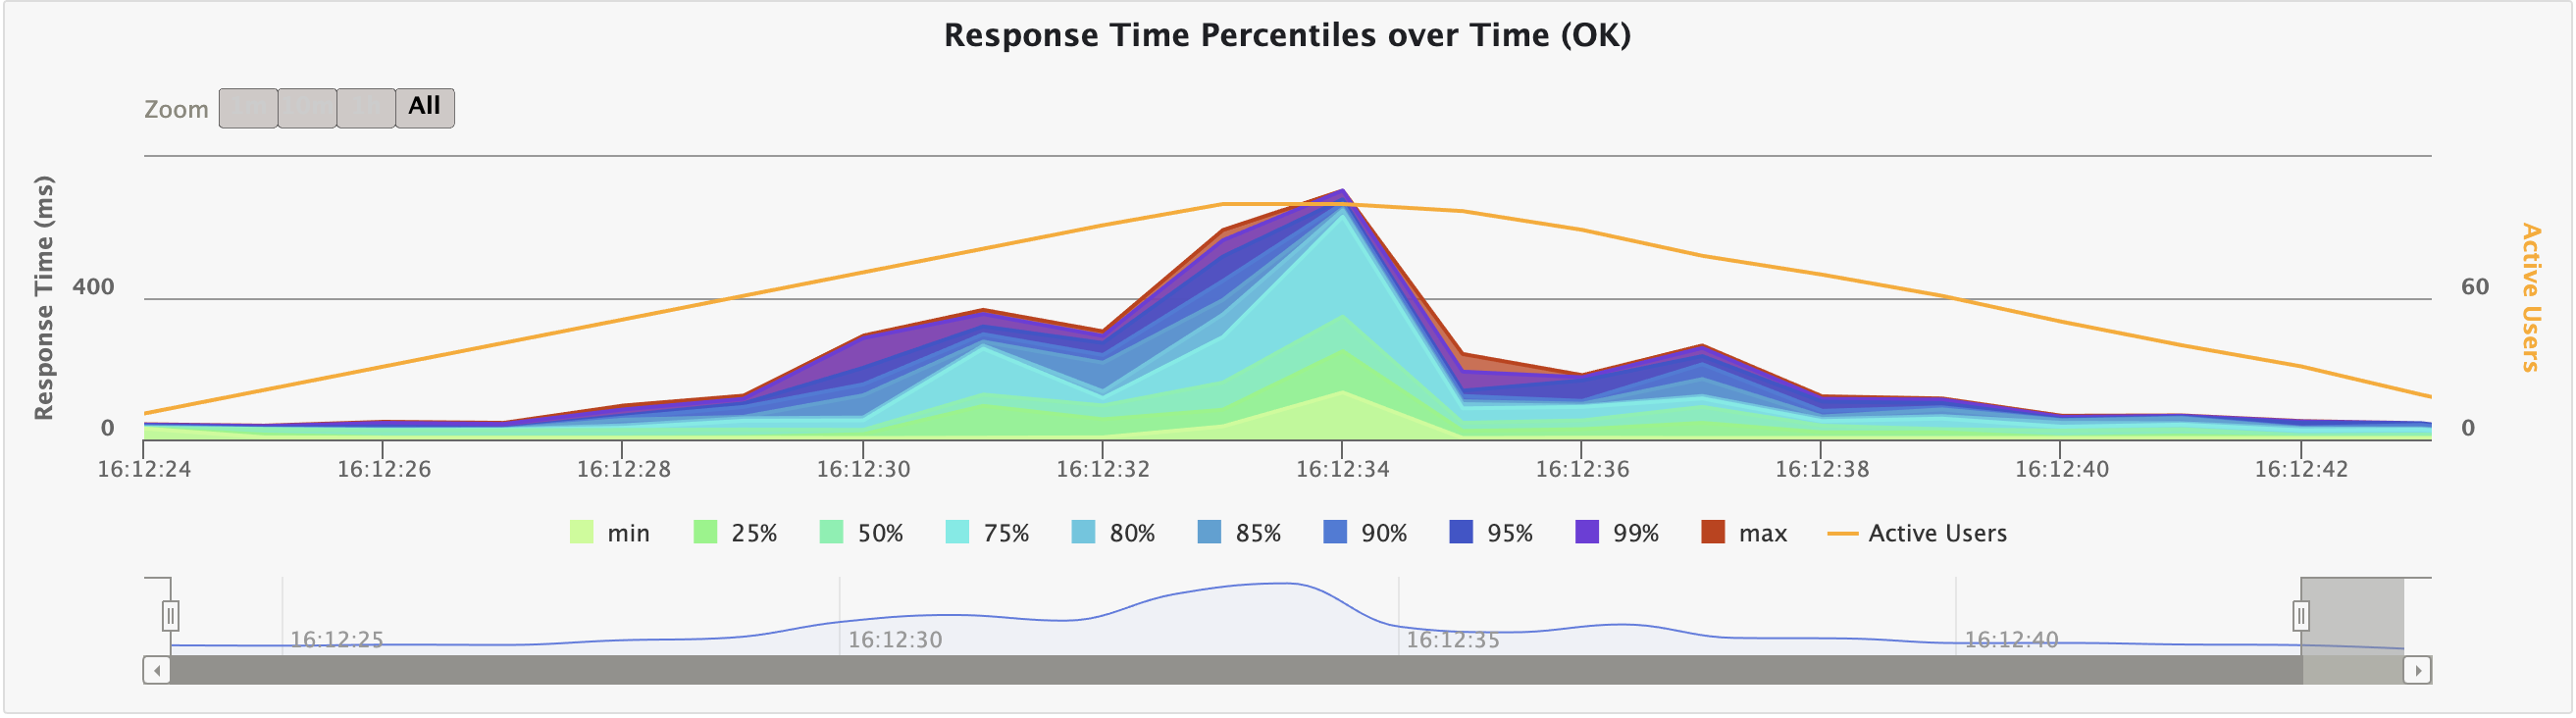 Response Time Percentiles over Time (OK)
Zoom All
Response Time (ms)
400
0
Active Users
60
0
16:12:24 16:12:26 16:12:28 16:12:30 16:12:32 16:12:34 16:12:36 16:12:38 16:12:40 16:12:42
min 25% 50% 75% 80% 85% 90% 95% 99% max Active Users
16:12:25 16:12:30 16:12:35 16:12:40